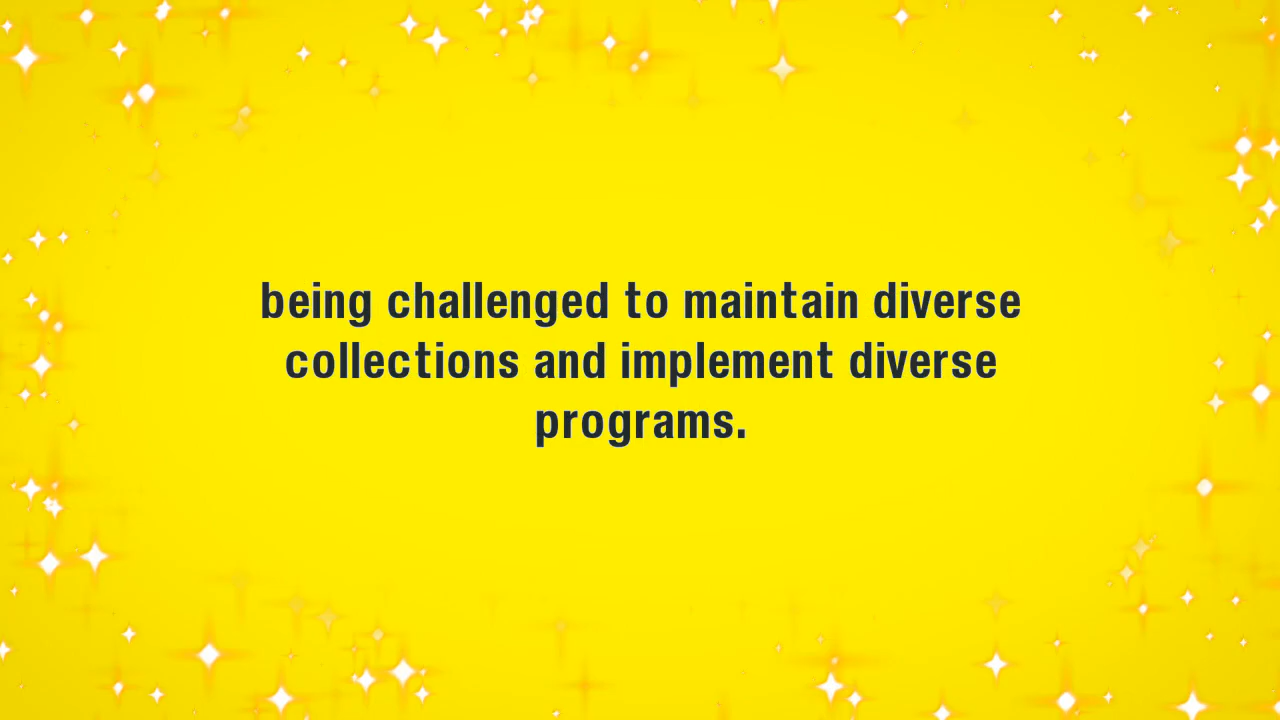 being challenged to maintain diverse
collections and implement diverse
programs.